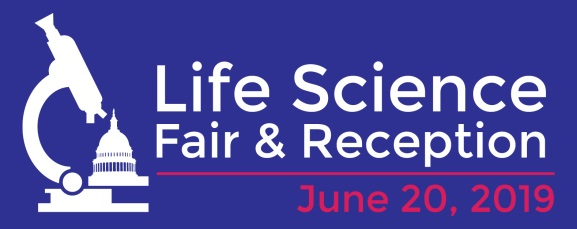 Life Science
Fair & Reception
June 20, 2019